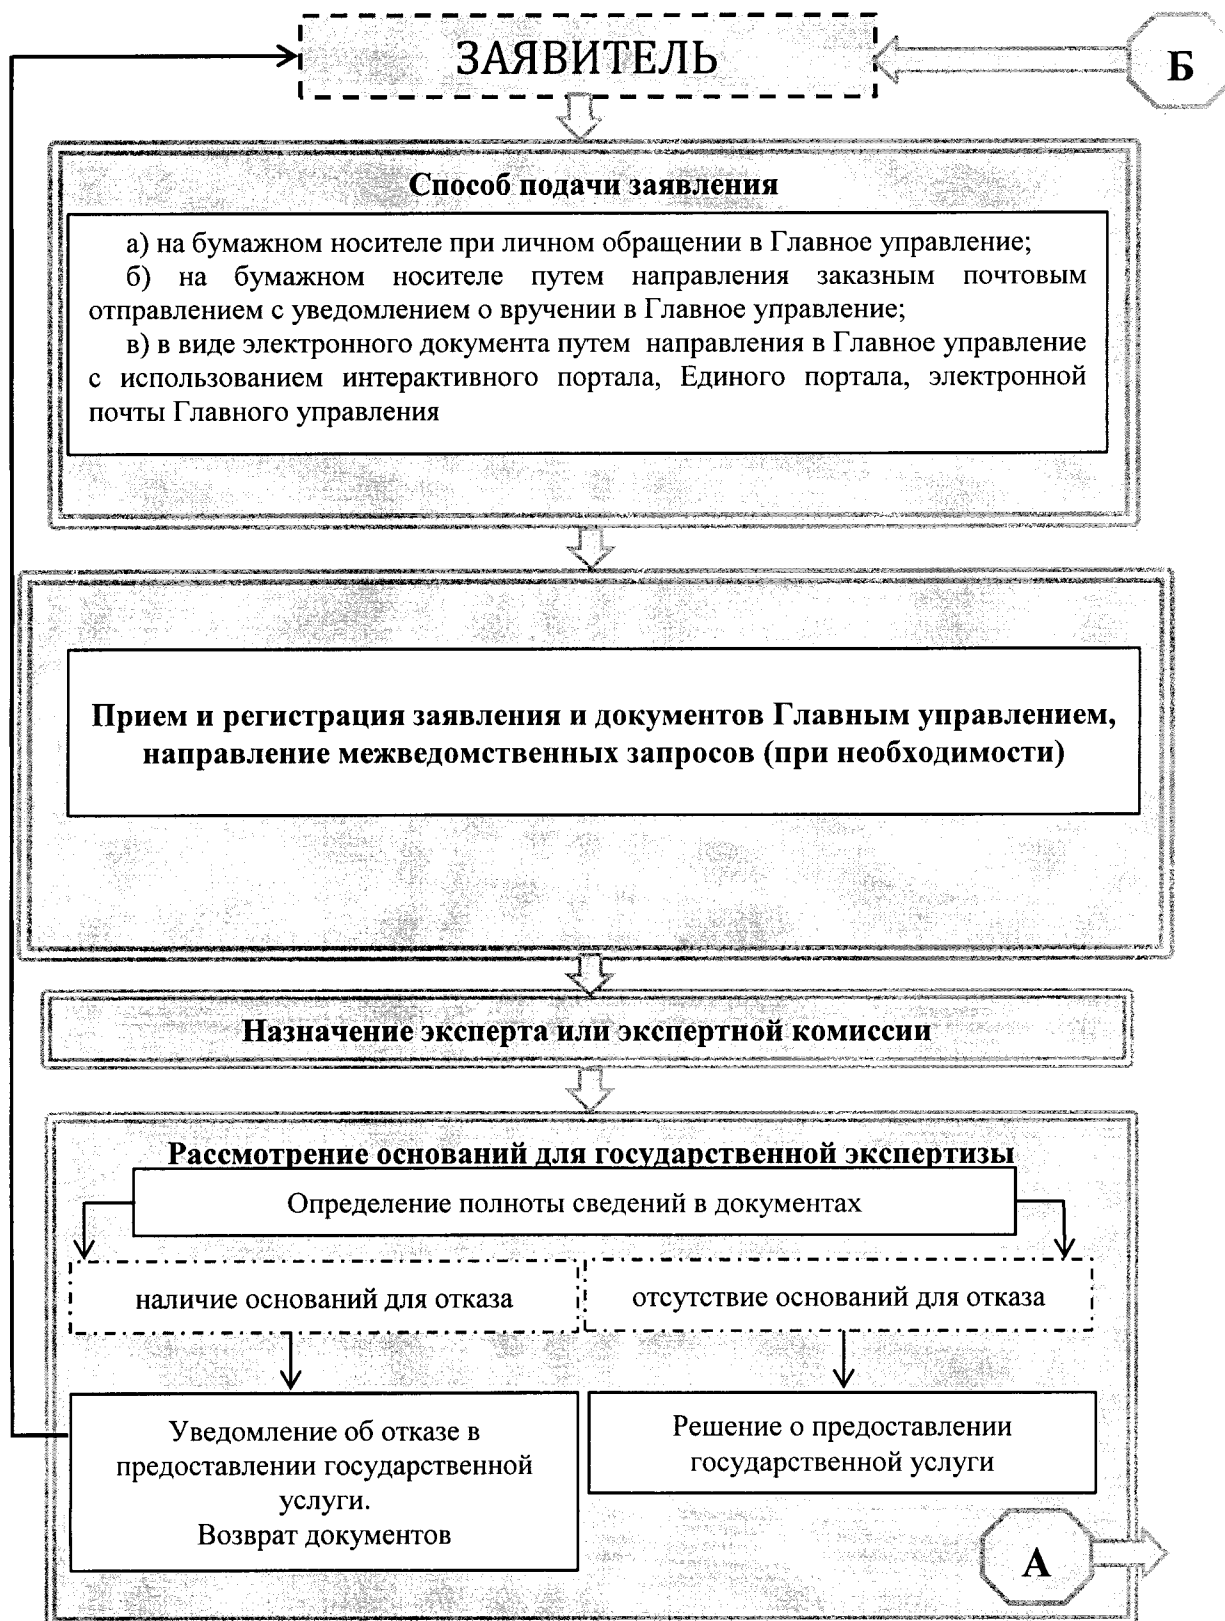 ЗАЯВИТЕЛЬ
Б
Способ подачи заявления
а) на бумажном носителе при личном обращении в Главное управление;
б) на бумажном носителе путем направления заказным почтовым
отправлением с уведомлением о вручении в Главное управление;
в) в виде электронного документа путем направления в Главное управление
с использованием интерактивного портала, Единого портала, электронной
почты Главного управления
Прием и регистрация заявления и документов Главным управлением,
направление межведомственных запросов (при необходимости)
Назначение эксперта или экспертной комиссии
Рассмотрение оснований для государственной экспертизы
Определение полноты сведений в документах
наличие оснований для отказа
отсутствие оснований для отказа
Уведомление об отказе в
предоставлении государственной
услуги.
Возврат документов
Решение о предоставлении
государственной услуги
А